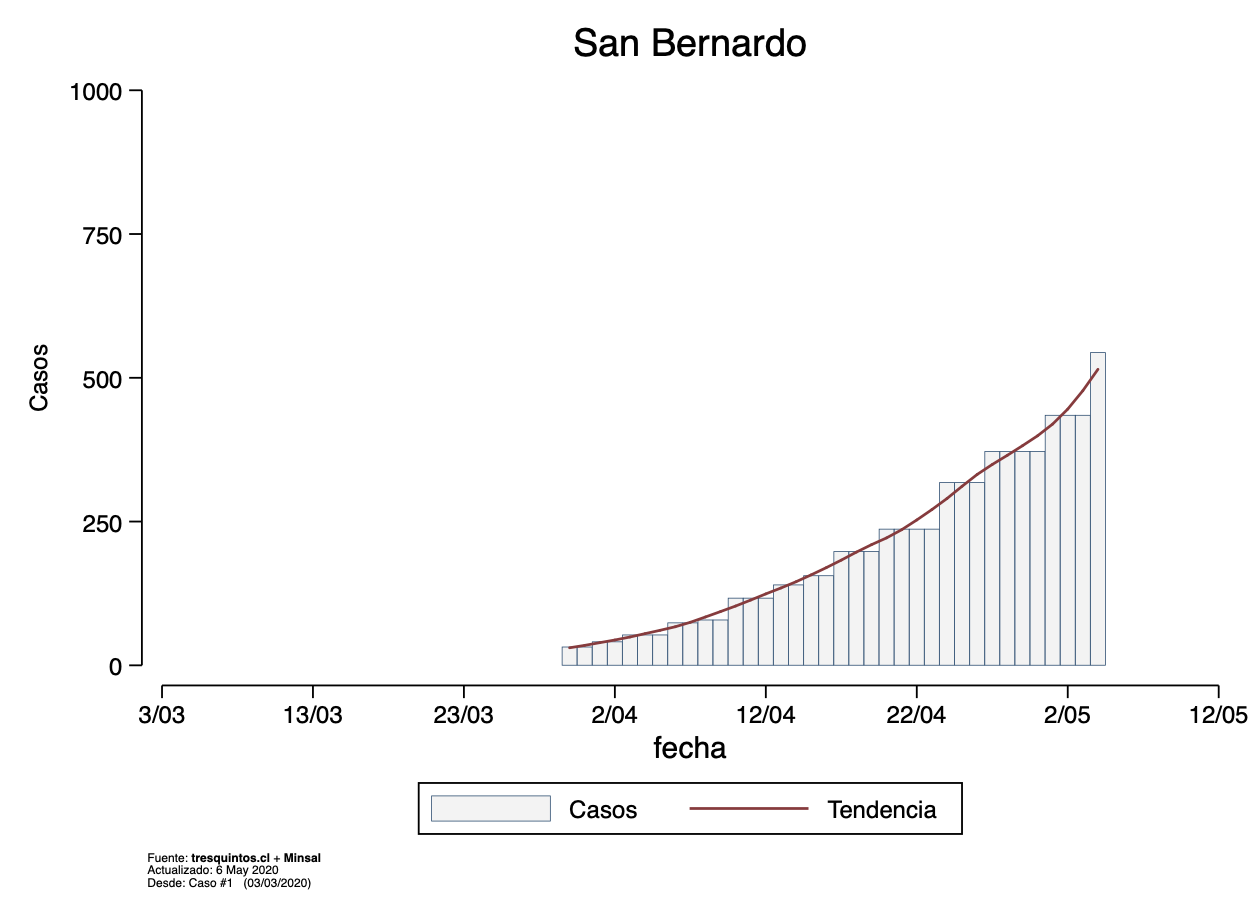 San Bernardo
1000
750
500
250
0
Casos
3/03 13/03 23/03 2/04 12/04 22/04 2/05 12/05
fecha
Casos Tendencia
Fuente: tresquintos.cl + Minsal
Actualizado: 6 May 2020
Desde: Caso #1 (03/03/2020)